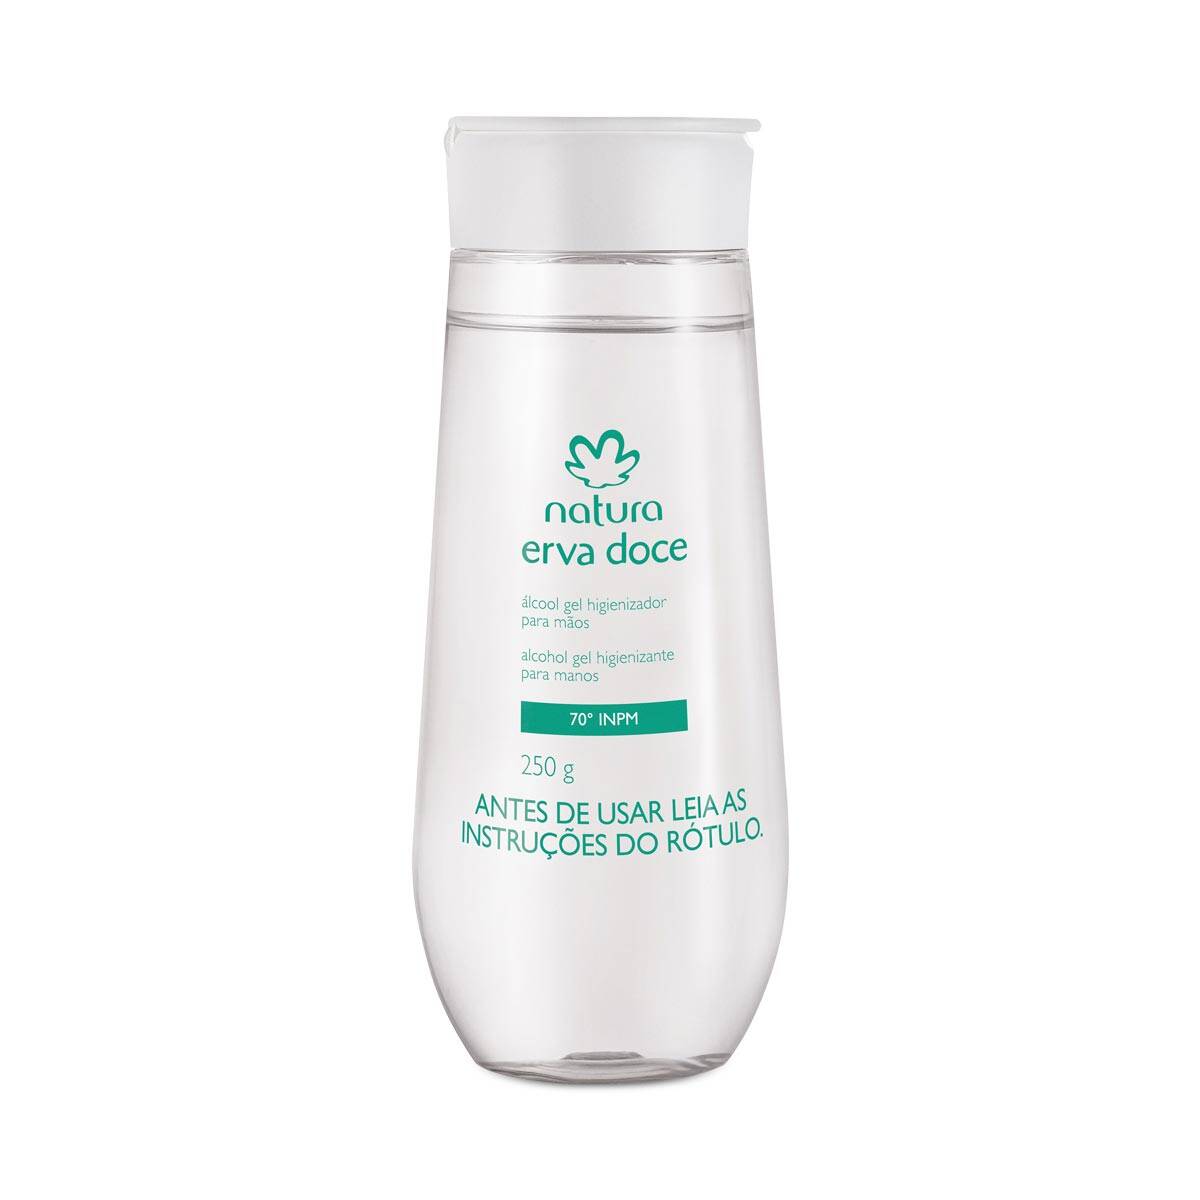 natura
erva doce
álcool gel higienizador
para mãos
alcohol gel higienizante
para manos
70° INPM
250 g
ANTES DE USAR LEIA AS
INSTRUÇÕES DO RÓTULO.